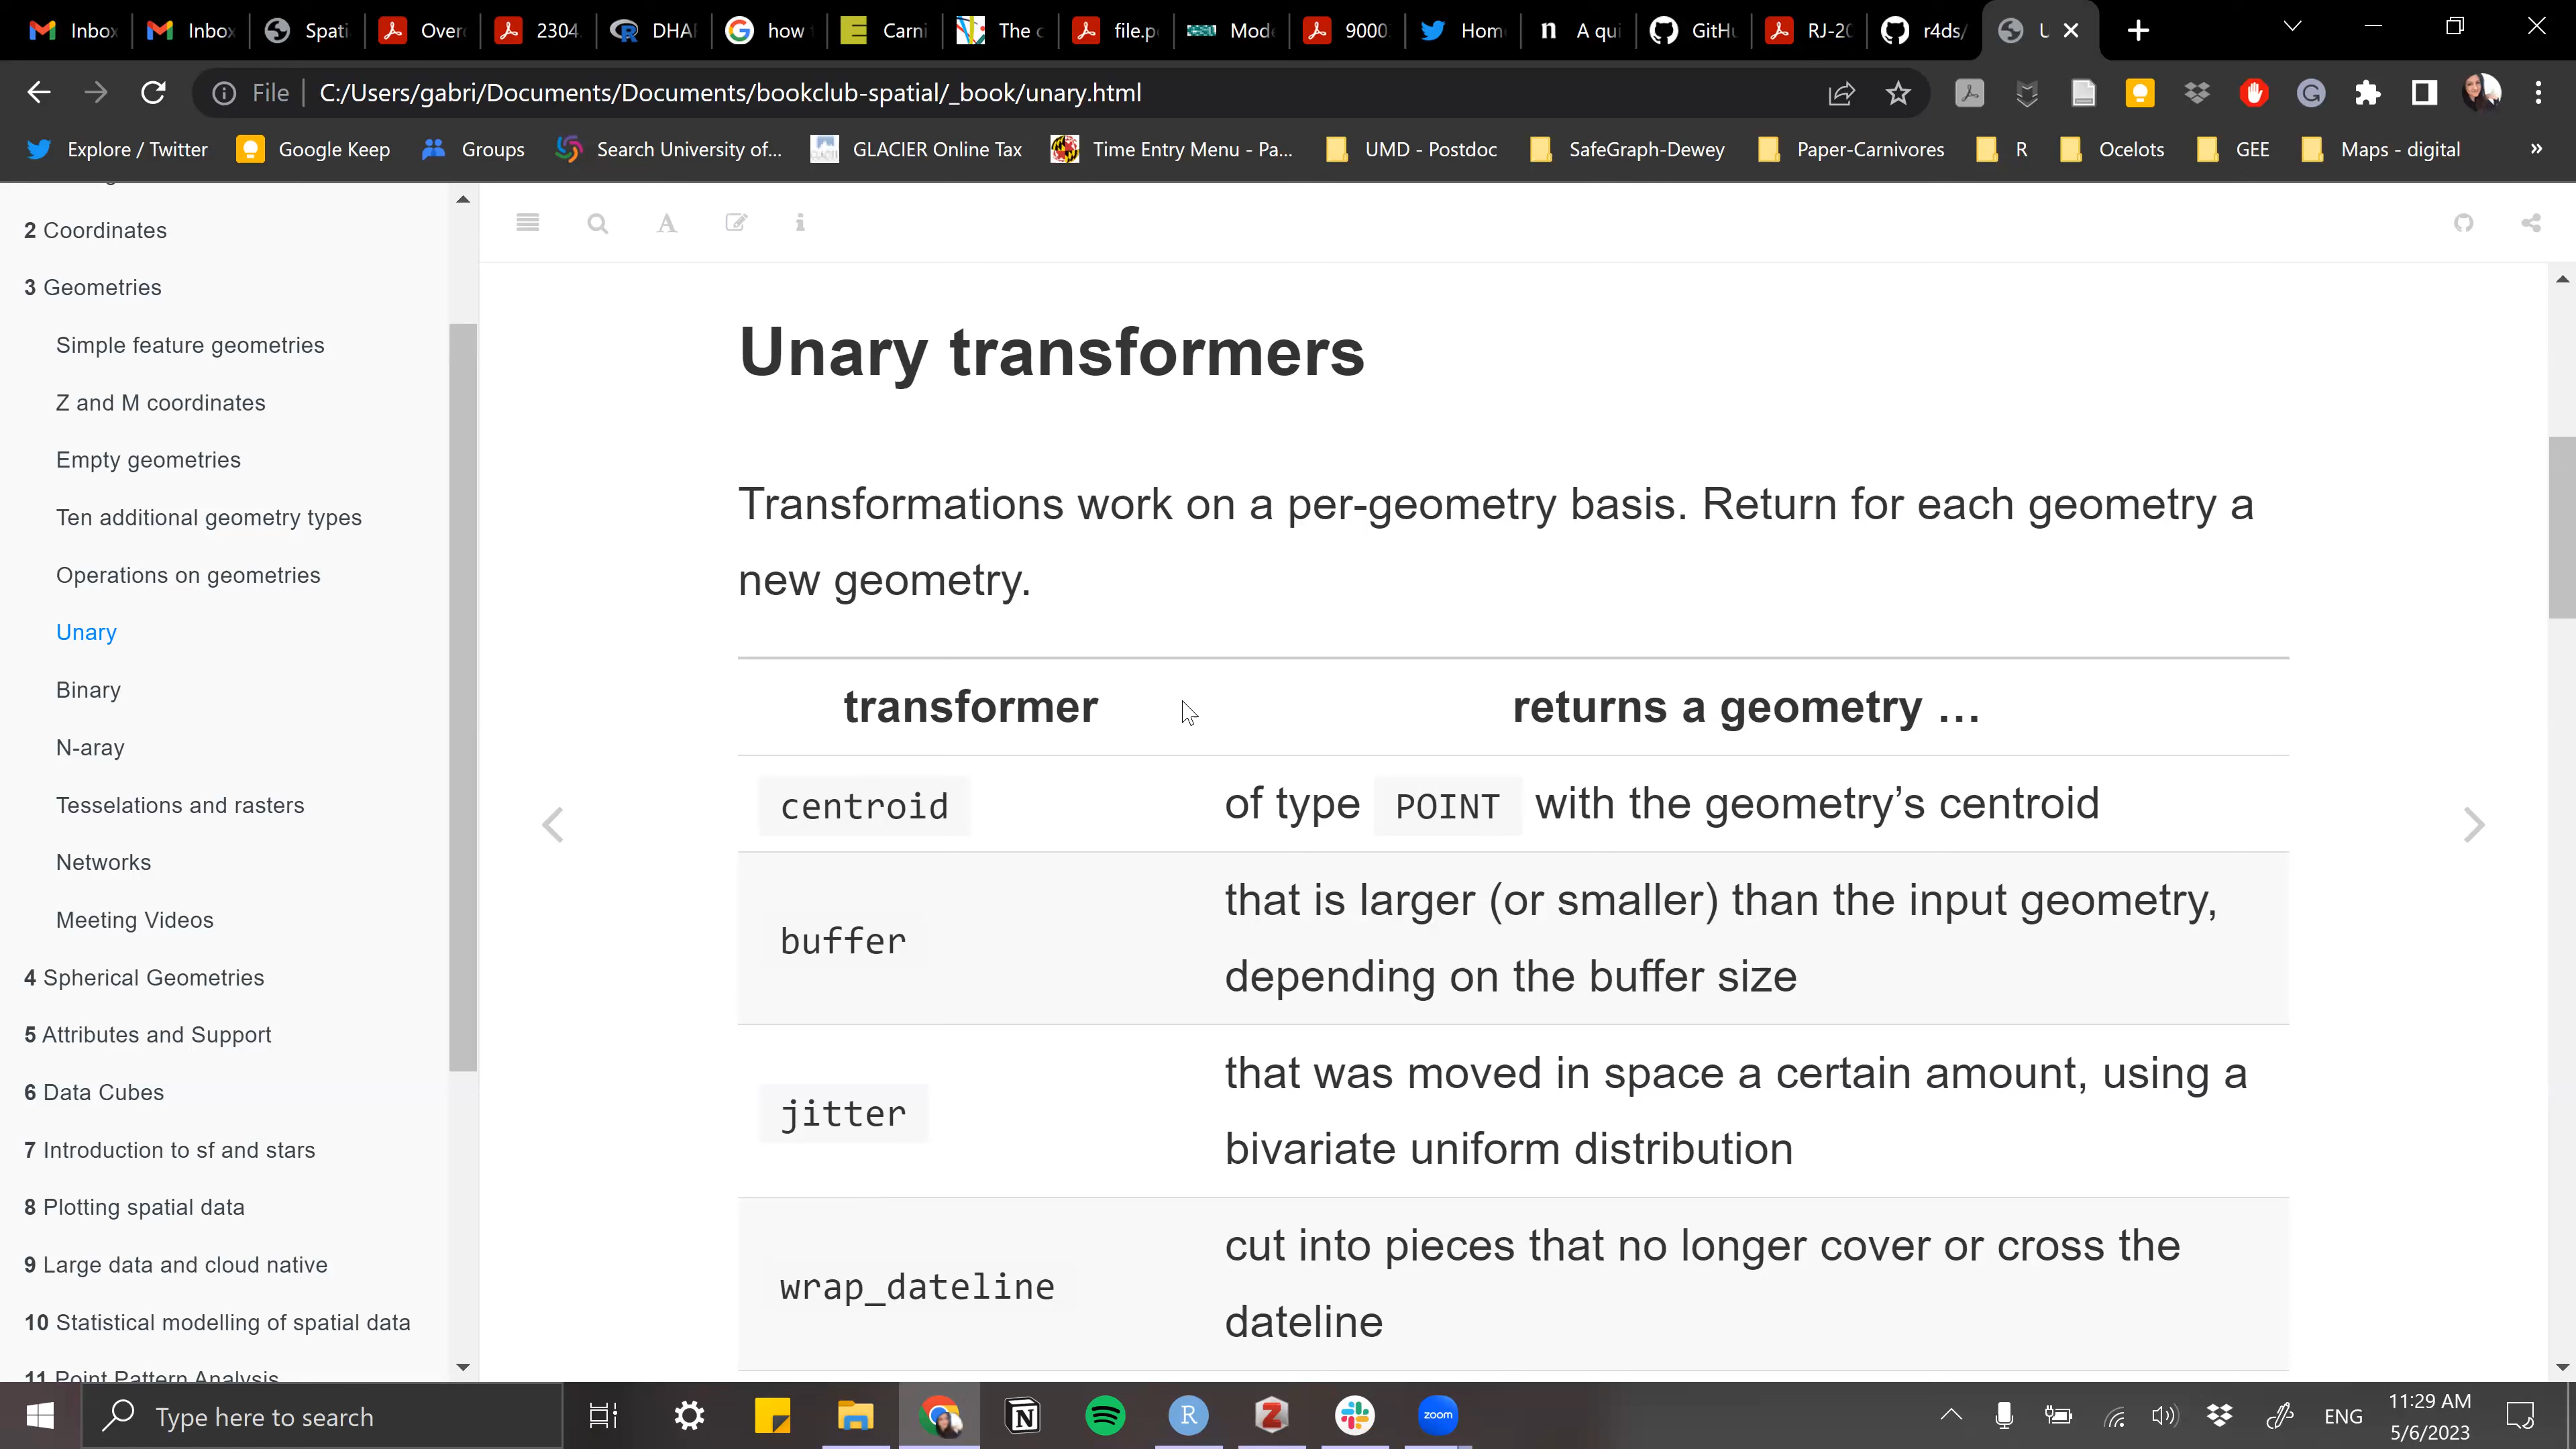 Inbox
Inbox
Spati
Over
2304
DHAI
how
Carni
The c
file.p
Mod
9000
Hom
A qui
GitHu
RJ-20
r4ds/
U
File
C:/Users/gabri/Documents/Documents/bookclub-spatial/_book/unary.html
Explore / Twitter
Google Keep
Groups
Search University of...
GLACIER Online Tax
Time Entry Menu - Pa...
UMD - Postdoc
SafeGraph-Dewey
Paper-Carnivores
R
Ocelots
GEE
Maps - digital
»
2 Coordinates
3 Geometries
Simple feature geometries
Z and M coordinates
Empty geometries
Ten additional geometry types
Operations on geometries
Unary
Binary
N-aray
Tesselations and rasters
Networks
Meeting Videos
4 Spherical Geometries
5 Attributes and Support
6 Data Cubes
7 Introduction to sf and stars
8 Plotting spatial data
9 Large data and cloud native
10 Statistical modelling of spatial data
11 Point Pattern Analysis
Unary transformers
Transformations work on a per-geometry basis. Return for each geometry a
new geometry.
transformer returns a geometry …
centroid of type POINT with the geometry’s centroid
buffer that is larger (or smaller) than the input geometry,
depending on the buffer size
jitter that was moved in space a certain amount, using a
bivariate uniform distribution
wrap_dateline cut into pieces that no longer cover or cross the
dateline
Type here to search
zoom
ENG
11:29 AM
5/6/2023